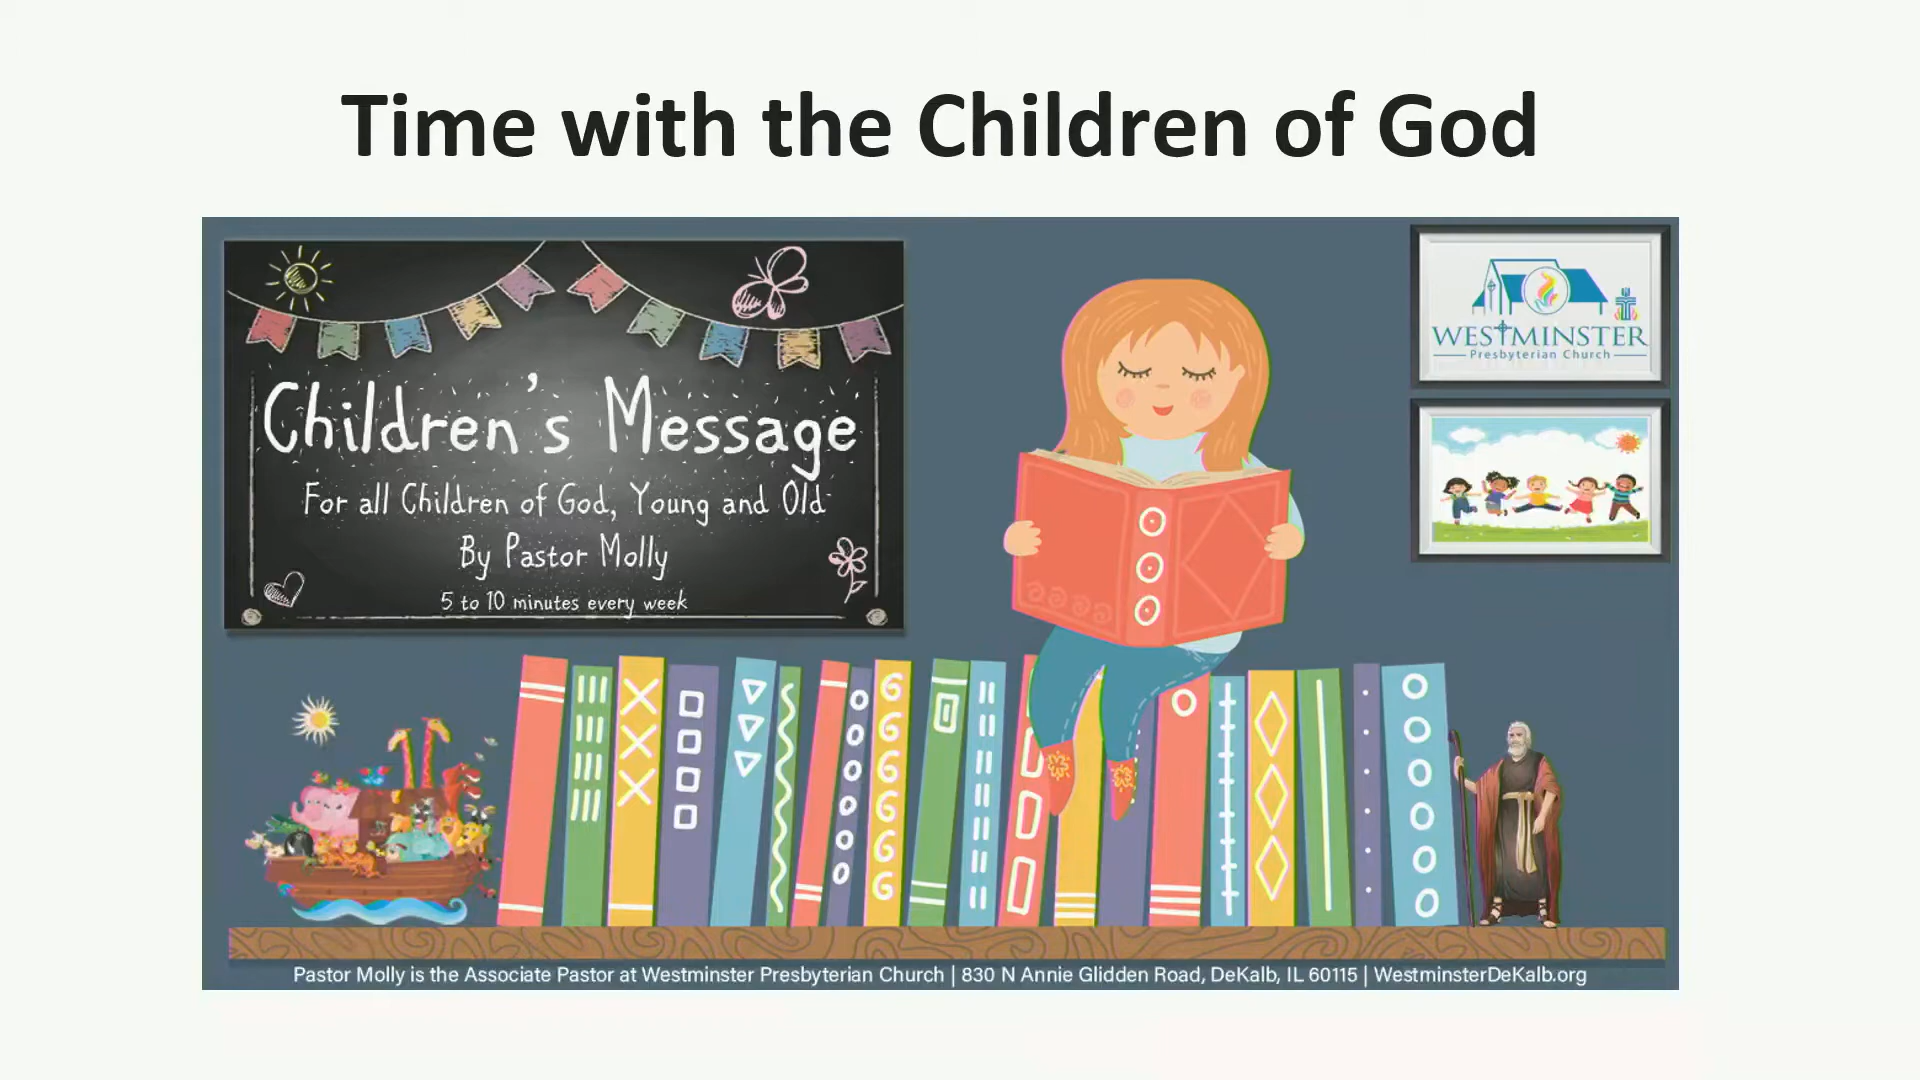 Time with the Children of God
Children's Message
For all Children of God, Young and Old
By Pastor Molly
5 to 10 minutes every week
WESTMINSTER
Presbyterian Church
Pastor Molly is the Associate Pastor at Westminster Presbyterian Church | 830 N Annie Glidden Road, DeKalb, IL 60115 | WestminsterDeKalb.org